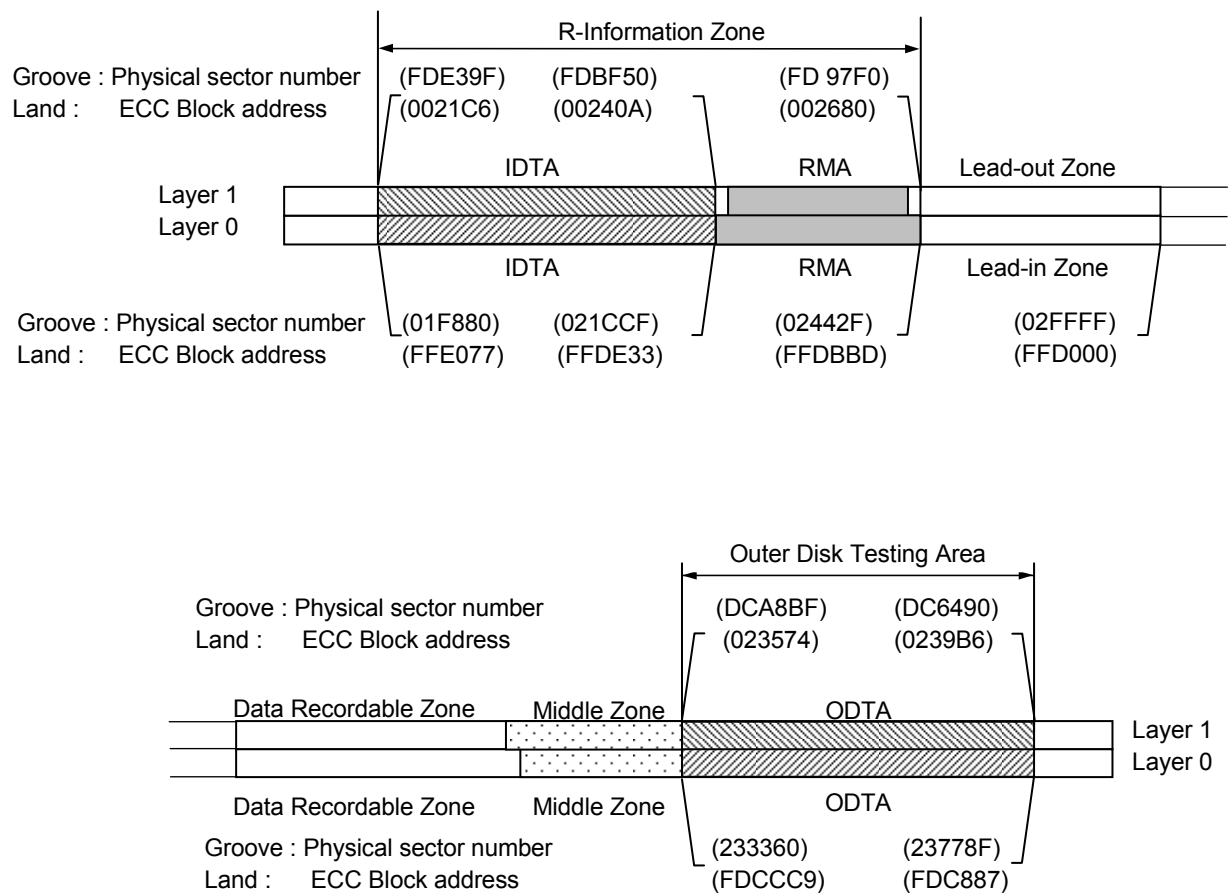 R-Information Zone
Groove : Physical sector number (FDE39F) (FDBF50) (FD 97F0)
Land : ECC Block address (0021C6) (00240A) (002680)
IDTA RMA Lead-out Zone
Layer 1
Layer 0
IDTA RMA Lead-in Zone
Groove : Physical sector number (01F880) (021CCF) (02442F) (02FFFF)
Land : ECC Block address (FFE077) (FFDE33) (FFDBBD) (FFD000)
Outer Disk Testing Area
Groove : Physical sector number (DCA8BF) (DC6490)
Land : ECC Block address (023574) (0239B6)
Data Recordable Zone Middle Zone ODTA
Layer 1
Layer 0
Data Recordable Zone Middle Zone ODTA
Groove : Physical sector number (233360) (23778F)
Land : ECC Block address (FDCCC9) (FDC887)